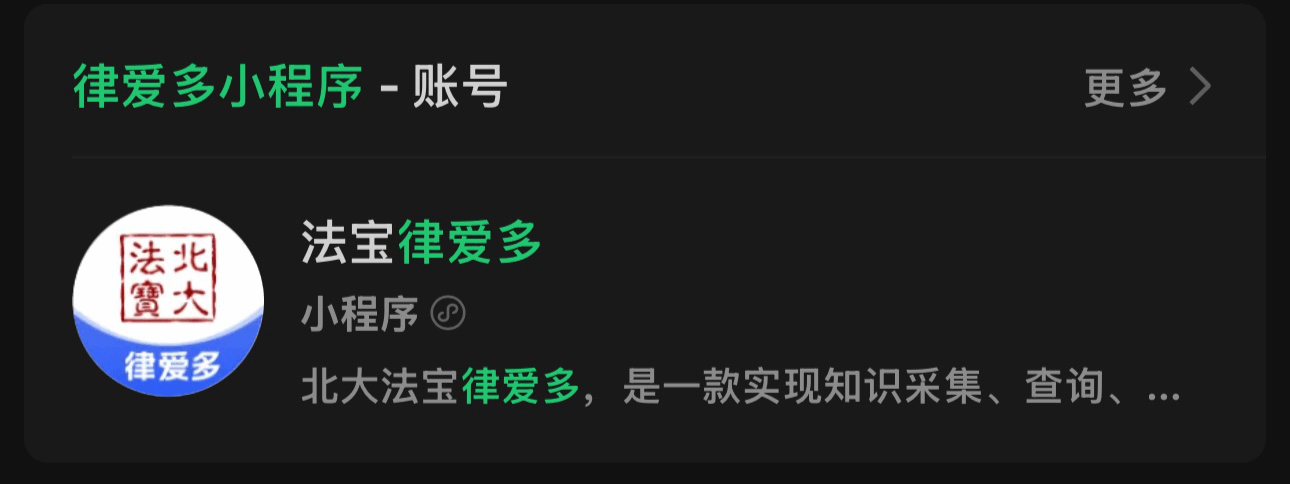 律爱多小程序 - 账号
更多
北大
法寶
律爱多
法宝律爱多
小程序
北大法宝律爱多，是一款实现知识采集、查询、...